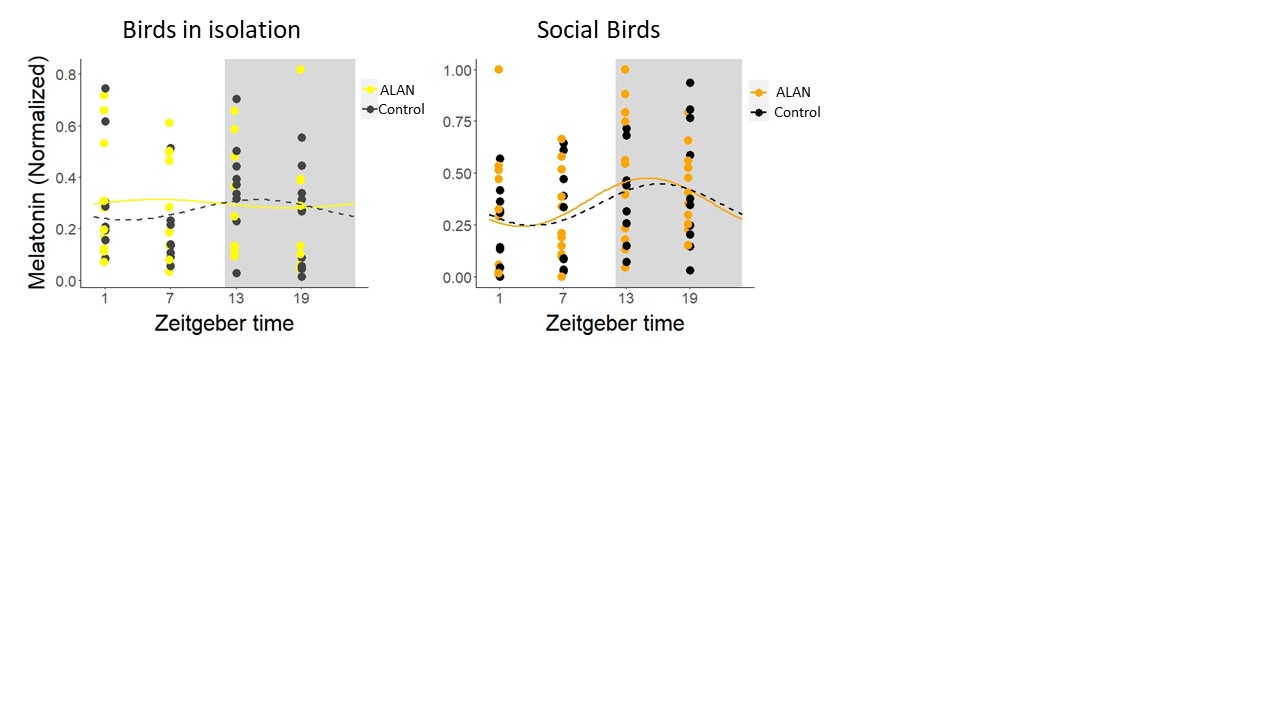 Birds in isolation
Melatonin (Normalized)
0.8
0.6
0.4
0.2
0.0
1 7 13 19
Zeitgeber time
ALAN
Control
Social Birds
1.00
0.75
0.50
0.25
0.00
1 7 13 19
Zeitgeber time
ALAN
Control